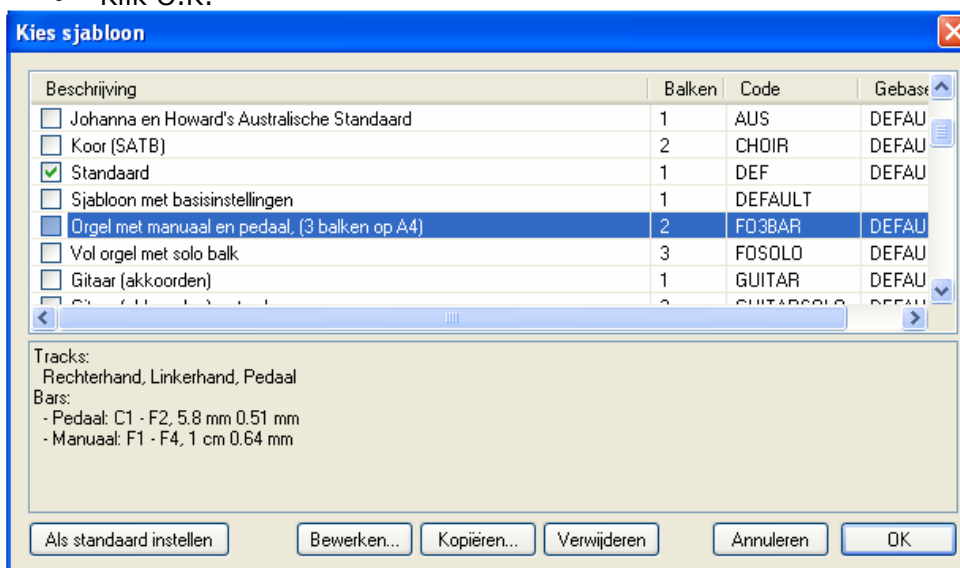 Klik O.K.
Kies sjabloon
Beschrijving Balken Code Gebase
Johanna en Howard's Australische Standaard 1 AUS DEFAU
Koor (SATB) 2 CHOIR DEFAU
Standaard 1 DEF DEFAU
Sjabloon met basisinstellingen 1 DEFAULT
Orgel met manuaal en pedaal, (3 balken op A4) 2 FO3BAR DEFAU
Vol orgel met solo balk 3 FOSOLO DEFAU
Gitaar (akkoorden) 1 GUITAR DEFAU
GUITARSOLO DEFAU
Tracks:
Rechterhand, Linkerhand, Pedaal
Bars:
- Pedaal: C1 - F2, 5.8 mm 0.51 mm
- Manuaal: F1 - F4, 1 cm 0.64 mm
Als standaard instellen Bewerken... Kopiëren... Verwijderen Annuleren OK